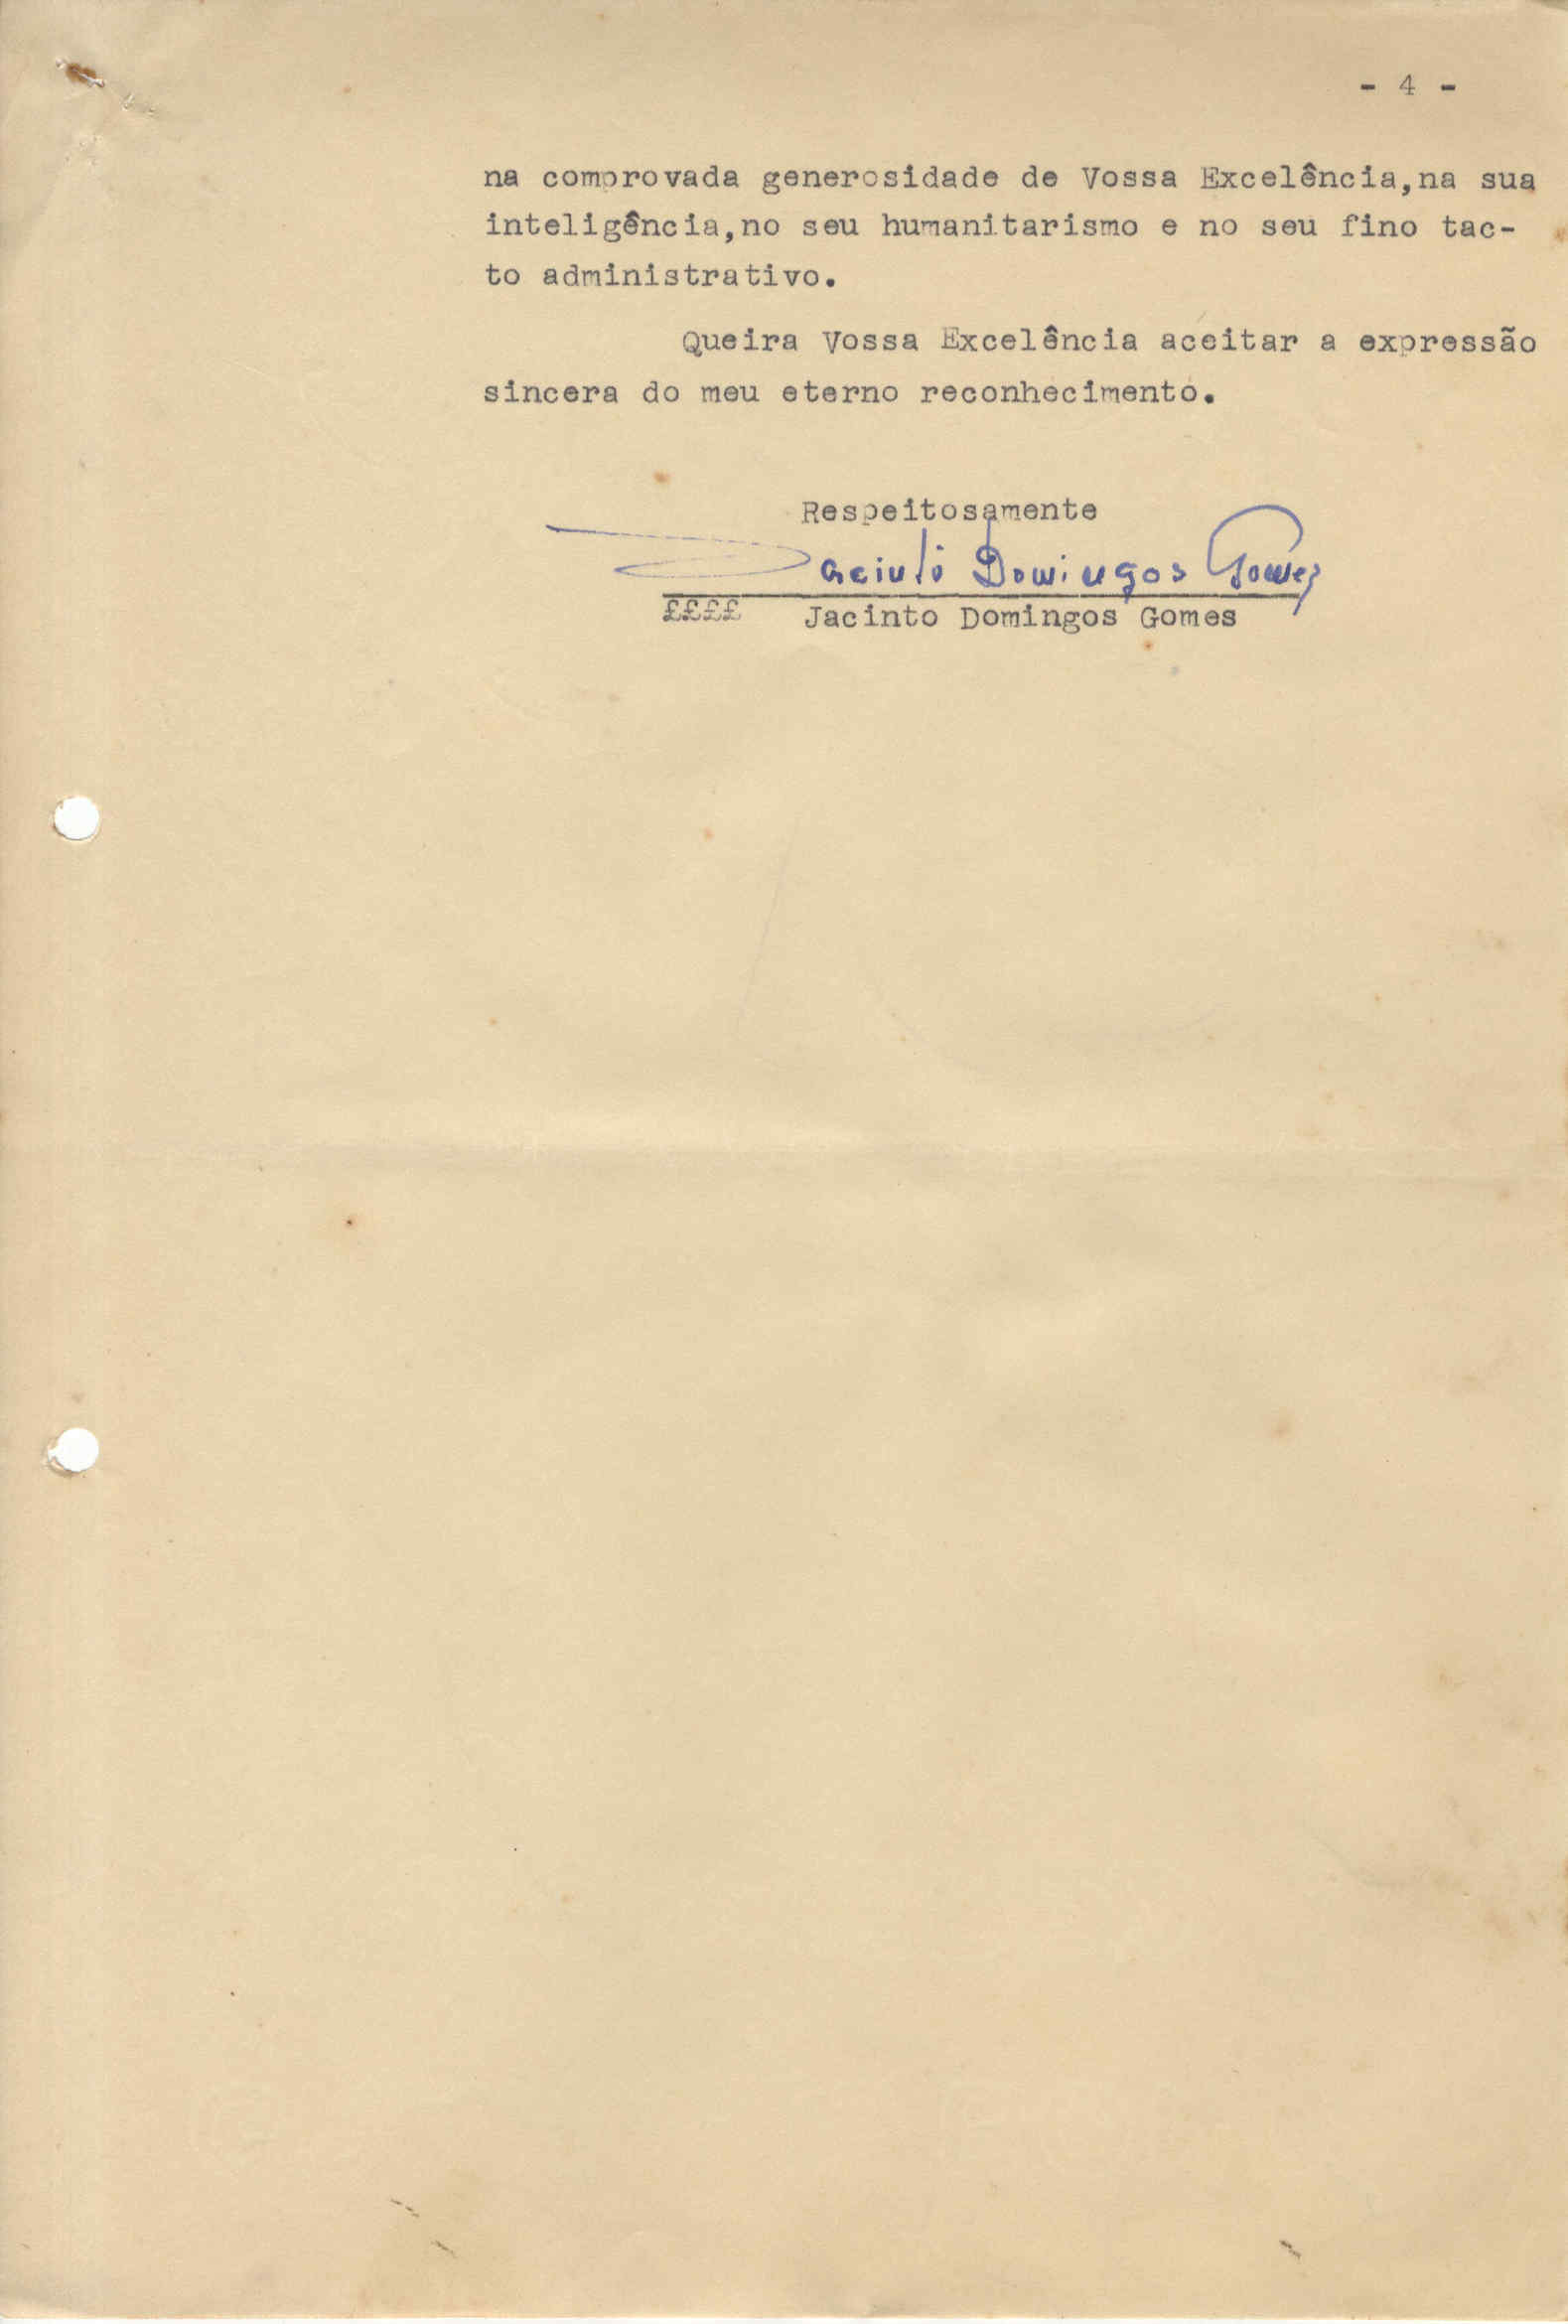 - 4 -
na comprovada generosidade de Vossa Excelência,na sua
inteligência,no seu humanitarismo e no seu fino tac-
to administrativo.
Queira Vossa Excelência aceitar a expressão
sincera do meu eterno reconhecimento.
Respeitosamente
Jacinto Domingos Gomes
££££ Jacinto Domingos Gomes